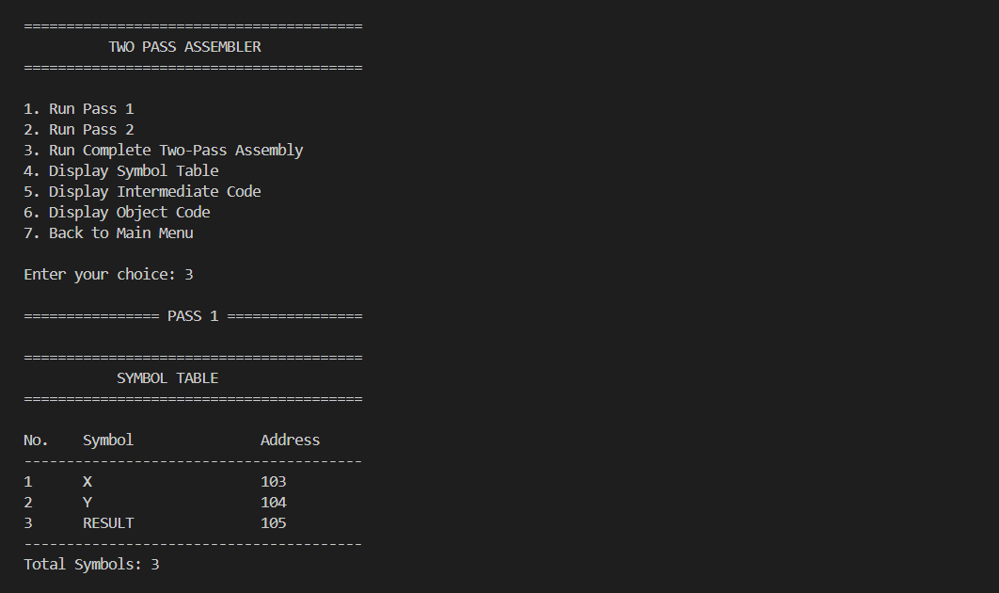 ========================================
TWO PASS ASSEMBLER
========================================
1. Run Pass 1
2. Run Pass 2
3. Run Complete Two-Pass Assembly
4. Display Symbol Table
5. Display Intermediate Code
6. Display Object Code
7. Back to Main Menu
Enter your choice: 3
================ PASS 1 ================
========================================
SYMBOL TABLE
========================================
No.    Symbol               Address
----------------------------------------
1      X                    103
2      Y                    104
3      RESULT               105
----------------------------------------
Total Symbols: 3